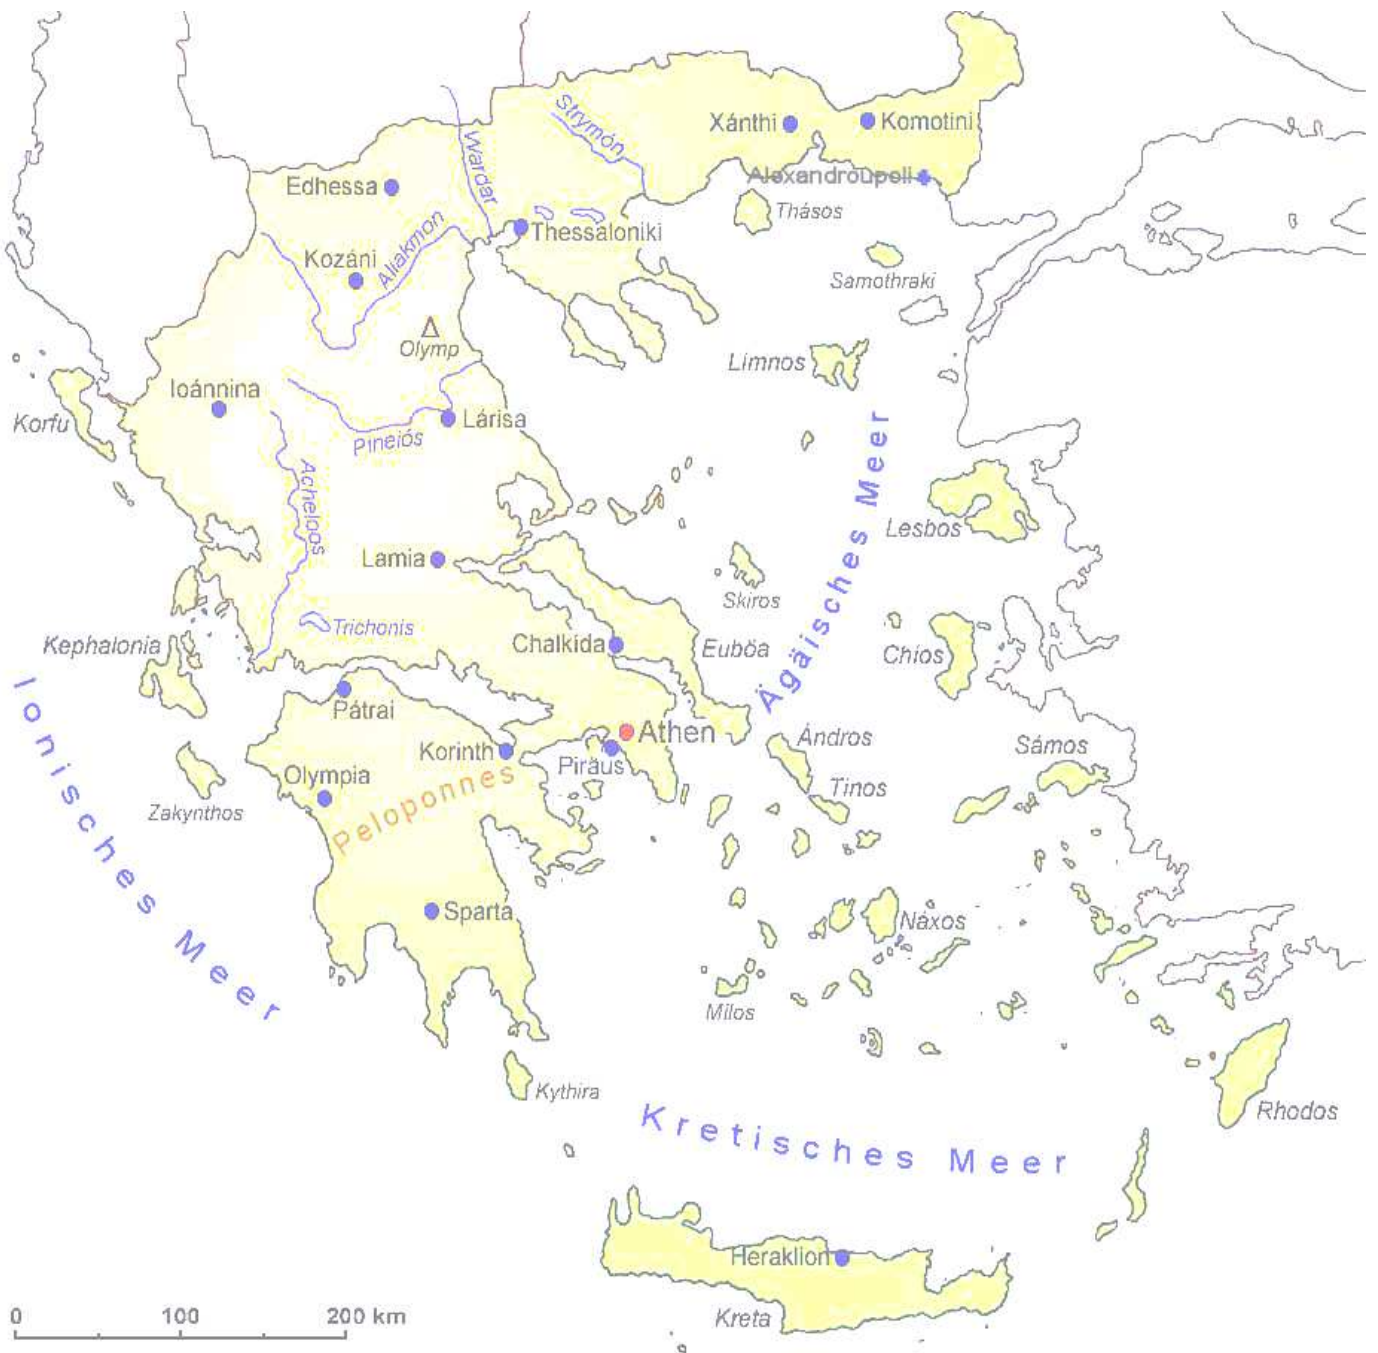 Strymón
Xánthi
Komotini
Wardar
Edhessa
Alexandroupoli
Thásos
Thessaloniki
Aliakmon
Kozáni
Samothraki
Olymp
Límnos
Ioánnina
Korfu
Lárisa
Pineiós
Acheloos
Ägäisches Meer
Lesbos
Lamia
Skiros
Trichonis
Kephalonia
Chalkida
Euböa
Chíos
Ionisches Meer
Pátrai
Athen
Ándros
Korinth
Piräus
Sámos
Olympia
Peloponnes
Tinos
Zakynthos
Sparta
Náxos
Mílos
Kythira
Rhodos
Kretisches Meer
Heraklion
Kreta
0 100 200 km